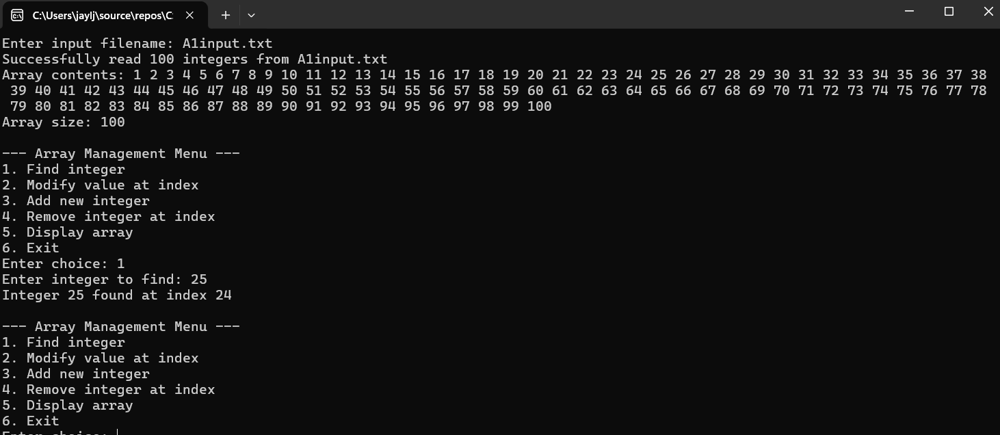 C:\Users\jaylj\source\repos\C:
Enter input filename: A1input.txt
Successfully read 100 integers from A1input.txt
Array contents: 1 2 3 4 5 6 7 8 9 10 11 12 13 14 15 16 17 18 19 20 21 22 23 24 25 26 27 28 29 30 31 32 33 34 35 36 37 38
39 40 41 42 43 44 45 46 47 48 49 50 51 52 53 54 55 56 57 58 59 60 61 62 63 64 65 66 67 68 69 70 71 72 73 74 75 76 77 78
79 80 81 82 83 84 85 86 87 88 89 90 91 92 93 94 95 96 97 98 99 100
Array size: 100

--- Array Management Menu ---
1. Find integer
2. Modify value at index
3. Add new integer
4. Remove integer at index
5. Display array
6. Exit
Enter choice: 1
Enter integer to find: 25
Integer 25 found at index 24

--- Array Management Menu ---
1. Find integer
2. Modify value at index
3. Add new integer
4. Remove integer at index
5. Display array
6. Exit
Enter choice: